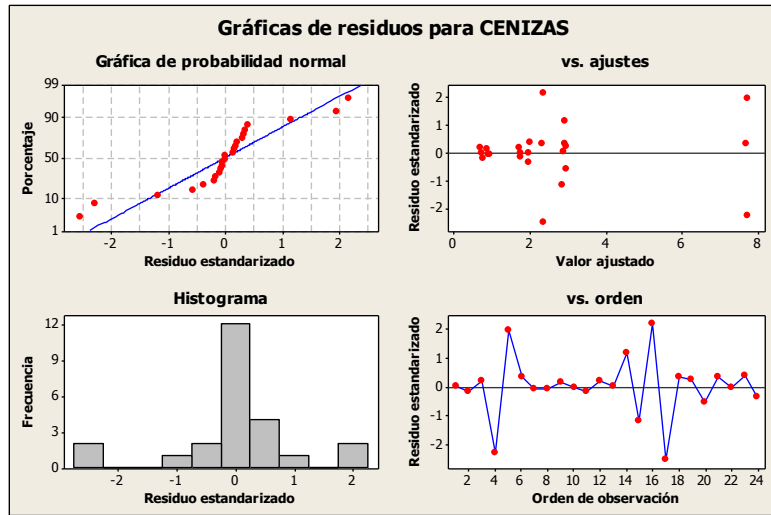 Gráficas de residuos para CENIZAS
Gráfica de probabilidad normal
99
90
50
10
1
Porcentaje
-2 -1 0 1 2
Residuo estandarizado
vs. ajustes
2
1
0
-1
-2
Residuo estandarizado
0 2 4 6 8
Valor ajustado
Histograma
12
9
6
3
0
Frecuencia
-2 -1 0 1 2
Residuo estandarizado
vs. orden
2
1
0
-1
-2
Residuo estandarizado
2 4 6 8 10 12 14 16 18 20 22 24
Orden de observación